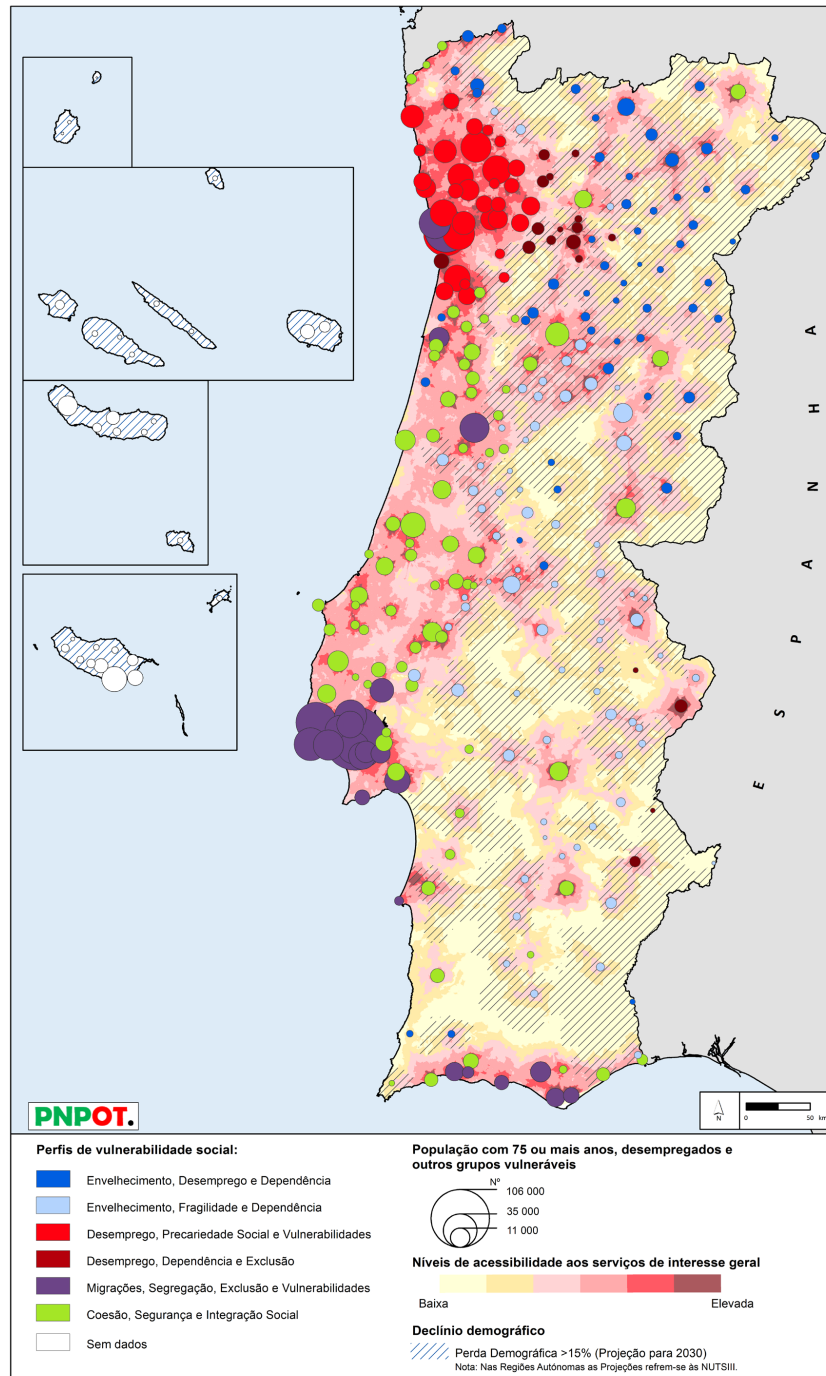 ESPANHA
PNPOT.
N
0 50 km
Perfis de vulnerabilidade social:
Envelhecimento, Desemprego e Dependência
Envelhecimento, Fragilidade e Dependência
Desemprego, Precariedade Social e Vulnerabilidades
Desemprego, Dependência e Exclusão
Migrações, Segregação, Exclusão e Vulnerabilidades
Coesão, Segurança e Integração Social
Sem dados
População com 75 ou mais anos, desempregados e
outros grupos vulneráveis
Nº
106 000
35 000
11 000
Níveis de acessibilidade aos serviços de interesse geral
Baixa Elevada
Declínio demográfico
Perda Demográfica >15% (Projeção para 2030)
Nota: Nas Regiões Autónomas as Projeções refrem-se às NUTSIII.